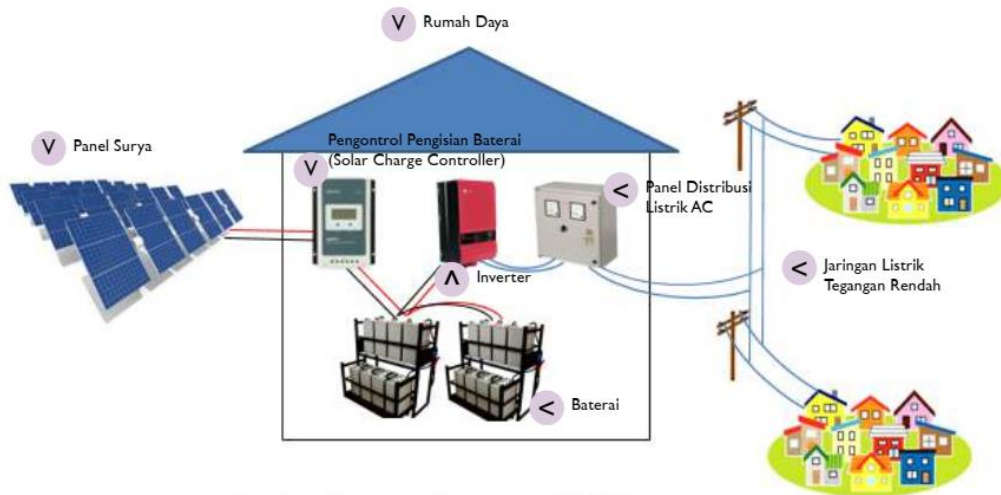 Rumah Daya
Panel Surya
Pengontrol Pengisian Baterai
(Solar Charge Controller)
Panel Distribusi
Listrik AC
Inverter
Jaringan Listrik
Tegangan Rendah
Baterai